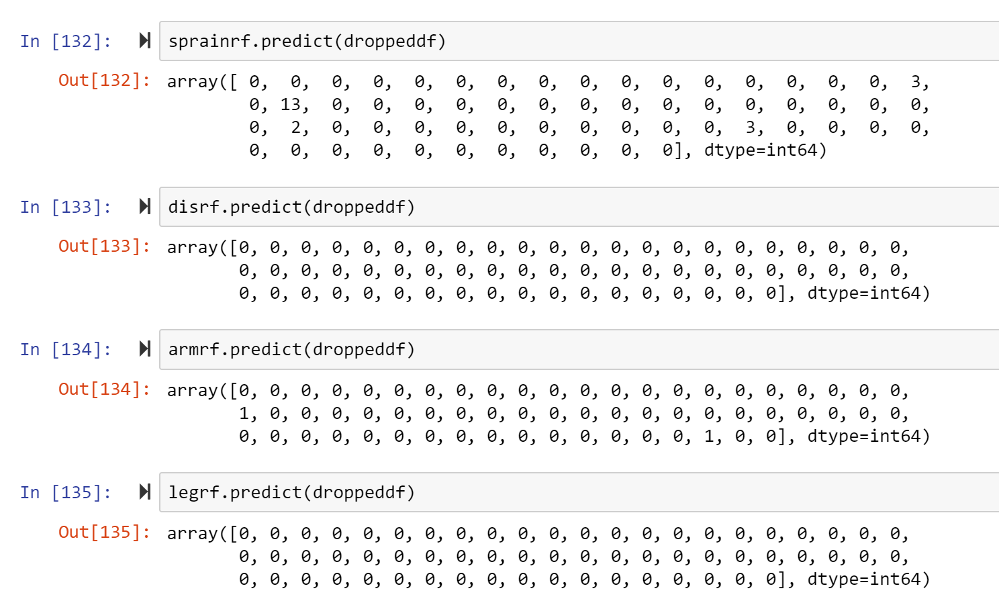 In [132]: sprainrf.predict(droppeddf)
Out[132]: array([ 0,  0,  0,  0,  0,  0,  0,  0,  0,  0,  0,  0,  0,  0,  0,  0,  3,
        0, 13,  0,  0,  0,  0,  0,  0,  0,  0,  0,  0,  0,  0,  0,  0,  0,
        0,  2,  0,  0,  0,  0,  0,  0,  0,  0,  0,  0,  3,  0,  0,  0,  0,
        0,  0,  0,  0,  0,  0,  0,  0,  0,  0,  0], dtype=int64)
In [133]: disrf.predict(droppeddf)
Out[133]: array([0, 0, 0, 0, 0, 0, 0, 0, 0, 0, 0, 0, 0, 0, 0, 0, 0, 0, 0, 0, 0, 0,
       0, 0, 0, 0, 0, 0, 0, 0, 0, 0, 0, 0, 0, 0, 0, 0, 0, 0, 0, 0, 0, 0,
       0, 0, 0, 0, 0, 0, 0, 0, 0, 0, 0, 0, 0, 0, 0, 0, 0, 0], dtype=int64)
In [134]: armrf.predict(droppeddf)
Out[134]: array([0, 0, 0, 0, 0, 0, 0, 0, 0, 0, 0, 0, 0, 0, 0, 0, 0, 0, 0, 0, 0, 0,
       1, 0, 0, 0, 0, 0, 0, 0, 0, 0, 0, 0, 0, 0, 0, 0, 0, 0, 0, 0, 0, 0,
       0, 0, 0, 0, 0, 0, 0, 0, 0, 0, 0, 0, 0, 0, 0, 1, 0, 0], dtype=int64)
In [135]: legrf.predict(droppeddf)
Out[135]: array([0, 0, 0, 0, 0, 0, 0, 0, 0, 0, 0, 0, 0, 0, 0, 0, 0, 0, 0, 0, 0, 0,
       0, 0, 0, 0, 0, 0, 0, 0, 0, 0, 0, 0, 0, 0, 0, 0, 0, 0, 0, 0, 0, 0,
       0, 0, 0, 0, 0, 0, 0, 0, 0, 0, 0, 0, 0, 0, 0, 0, 0, 0], dtype=int64)